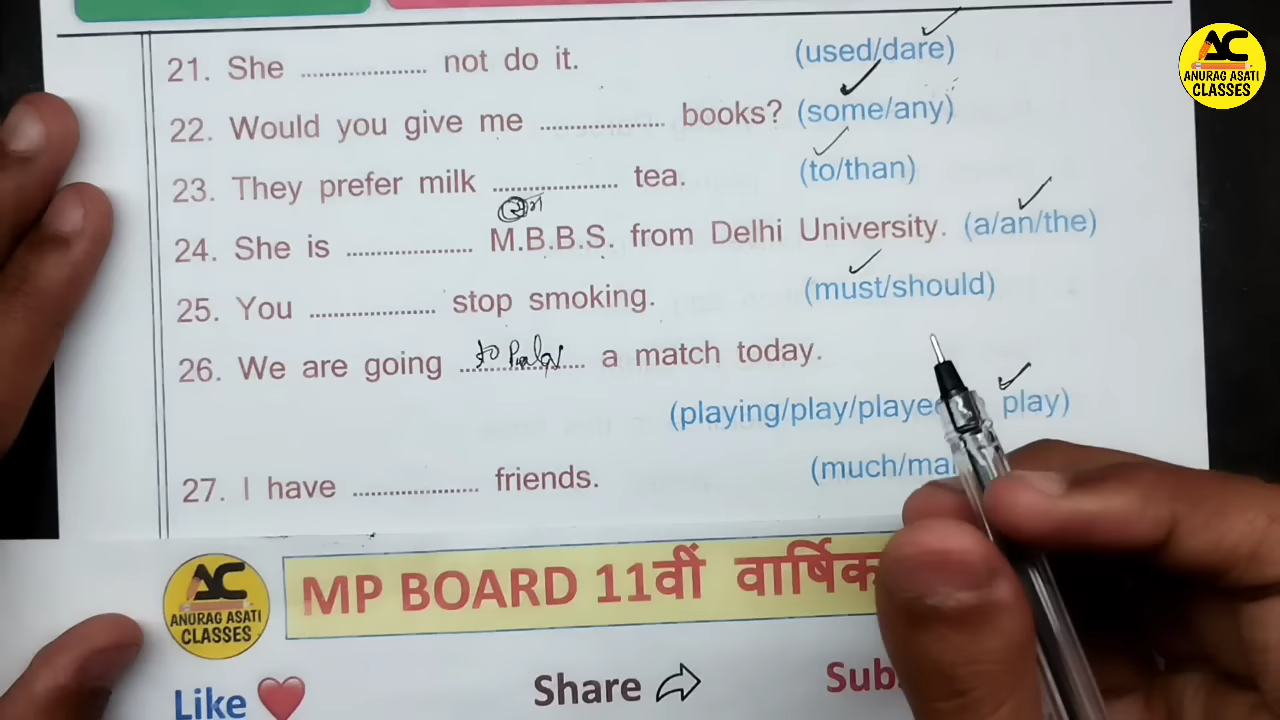 AC
ANURAG ASATI
CLASSES
21. She ..................... not do it. (used/dare)
22. Would you give me ..................... books? (some/any)
23. They prefer milk ..................... tea. (to/than)
24. She is ..................... M.B.B.S. from Delhi University. (a/an/the)
25. You ..................... stop smoking. (must/should)
26. We are going ..................... a match today.
(playing/play/played play)
27. I have ..................... friends. (much/
AC
ANURAG ASATI
CLASSES
MP BOARD 11वीं वार्षिक
Like Share